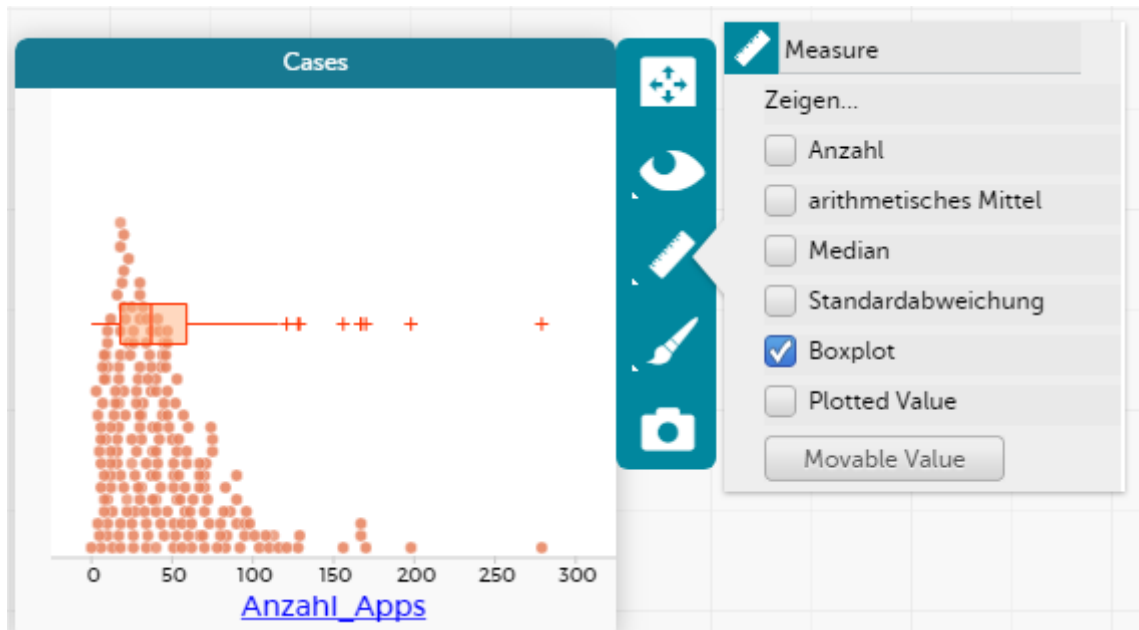 Cases
0 50 100 150 200 250 300
Anzahl_Apps
Measure
Zeigen...
Anzahl
arithmetisches Mittel
Median
Standardabweichung
Boxplot
Plotted Value
Movable Value